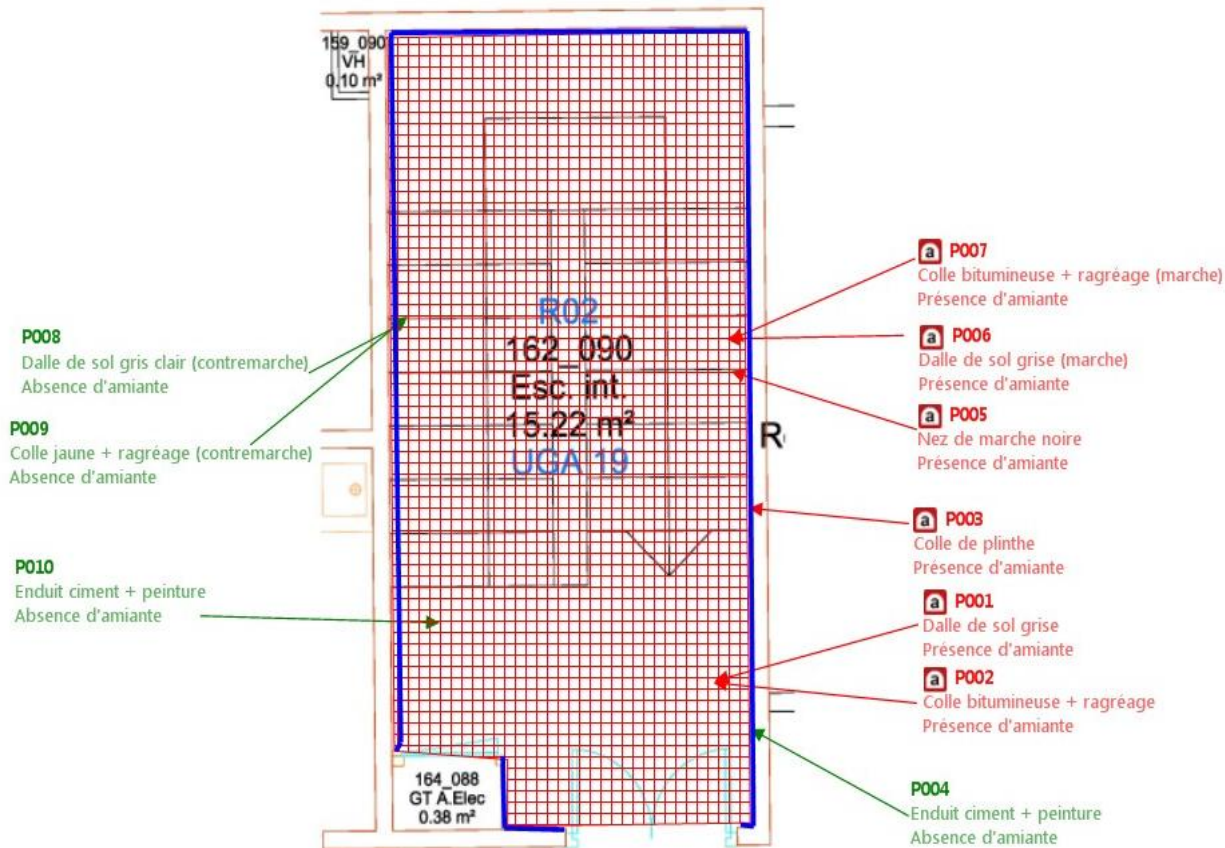 159_090
VH
0.10 m²
P008
Dalle de sol gris clair (contremarche)
Absence d'amiante
P009
Colle jaune + ragréage (contremarche)
Absence d'amiante
P010
Enduit ciment + peinture
Absence d'amiante
R02
162_090
Esc. int.
15.22 m²
UGA 19
164_088
GT A.Elec
0.38 m²
a P007
Colle bitumineuse + ragréage (marche)
Présence d'amiante
a P006
Dalle de sol grise (marche)
Présence d'amiante
a P005
Nez de marche noire
Présence d'amiante
a P003
Colle de plinthe
Présence d'amiante
a P001
Dalle de sol grise
Présence d'amiante
a P002
Colle bitumineuse + ragréage
Présence d'amiante
P004
Enduit ciment + peinture
Absence d'amiante